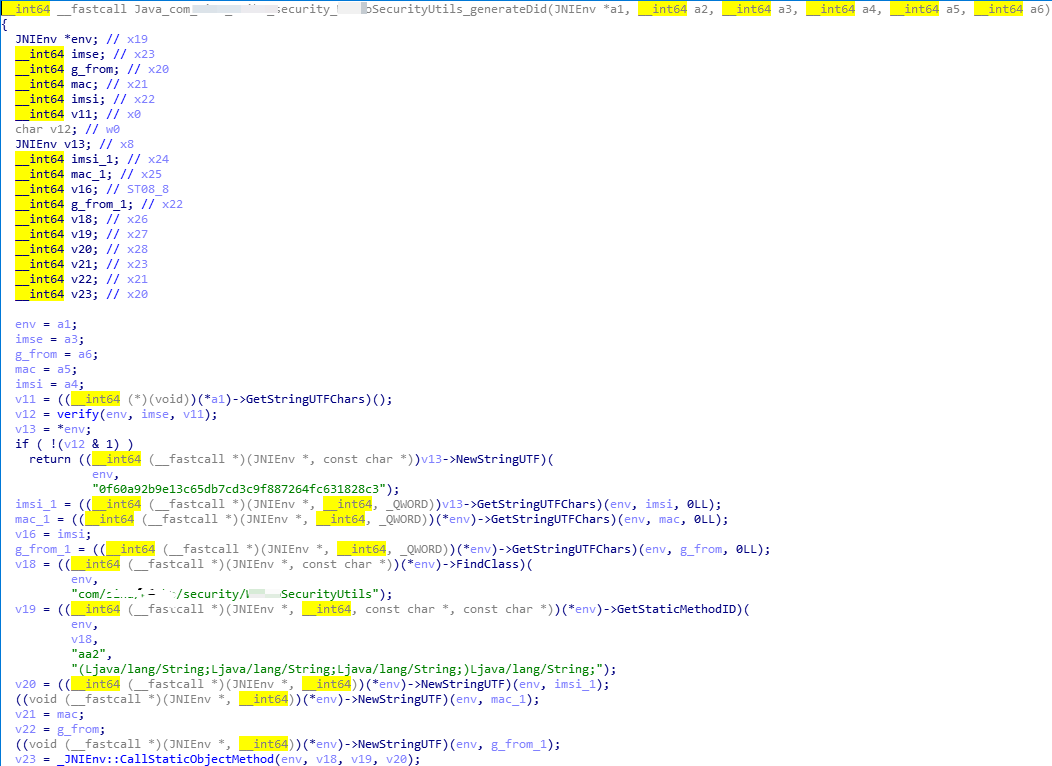 __int64 __fastcall Java_com_ security_ oSecurityUtils_generateDid(JNIEnv *a1, __int64 a2, __int64 a3, __int64 a4, __int64 a5, __int64 a6)
{
JNIEnv *env; // x19
__int64 imse; // x23
__int64 g_from; // x20
__int64 mac; // x21
__int64 imsi; // x22
__int64 v11; // x0
char v12; // w0
JNIEnv v13; // x8
__int64 imsi_1; // x24
__int64 mac_1; // x25
__int64 v16; // ST08_8
__int64 g_from_1; // x22
__int64 v18; // x26
__int64 v19; // x27
__int64 v20; // x28
__int64 v21; // x23
__int64 v22; // x21
__int64 v23; // x20
env = a1;
imse = a3;
g_from = a6;
mac = a5;
imsi = a4;
v11 = ((__int64 (*)(void))(*a1)->GetStringUTFChars)();
v12 = verify(env, imse, v11);
v13 = *env;
if ( !(v12 & 1) )
return ((__int64 (__fastcall *)(JNIEnv *, const char *))v13->NewStringUTF)(
env,
"0f60a92b9e13c65db7cd3c9f887264fc631828c3");
imsi_1 = ((__int64 (__fastcall *)(JNIEnv *, __int64, _QWORD))v13->GetStringUTFChars)(env, imsi, 0LL);
mac_1 = ((__int64 (__fastcall *)(JNIEnv *, __int64, _QWORD))(*env)->GetStringUTFChars)(env, mac, 0LL);
v16 = imsi;
g_from_1 = ((__int64 (__fastcall *)(JNIEnv *, __int64, _QWORD))(*env)->GetStringUTFChars)(env, g_from, 0LL);
v18 = ((__int64 (__fastcall *)(JNIEnv *, const char *))(*env)->FindClass)(
env,
"com/ /security/ SecurityUtils");
v19 = ((__int64 (__fastcall *)(JNIEnv *, __int64, const char *, const char *))(*env)->GetStaticMethodID)(
env,
v18,
"aa2",
"(Ljava/lang/String;Ljava/lang/String;Ljava/lang/String;)Ljava/lang/String;");
v20 = ((__int64 (__fastcall *)(JNIEnv *, __int64))(*env)->NewStringUTF)(env, imsi_1);
((void (__fastcall *)(JNIEnv *, __int64))(*env)->NewStringUTF)(env, mac_1);
v21 = mac;
v22 = g_from;
((void (__fastcall *)(JNIEnv *, __int64))(*env)->NewStringUTF)(env, g_from_1);
v23 = _JNIEnv::CallStaticObjectMethod(env, v18, v19, v20);